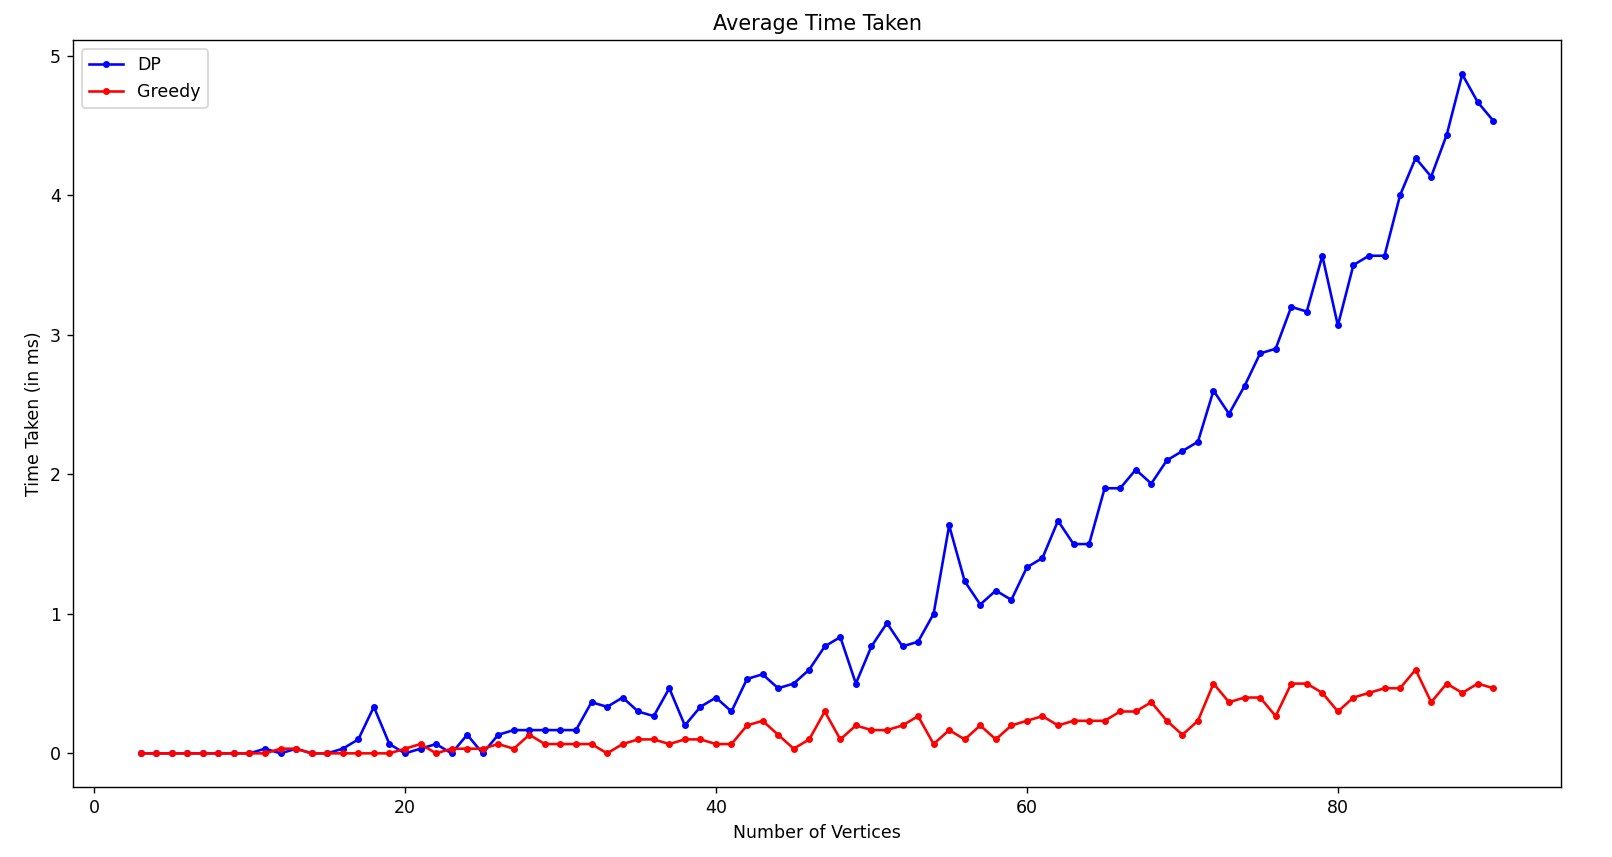 Average Time Taken
DP
Greedy
5
4
3
2
1
0
Time Taken (in ms)
0 20 40 60 80
Number of Vertices